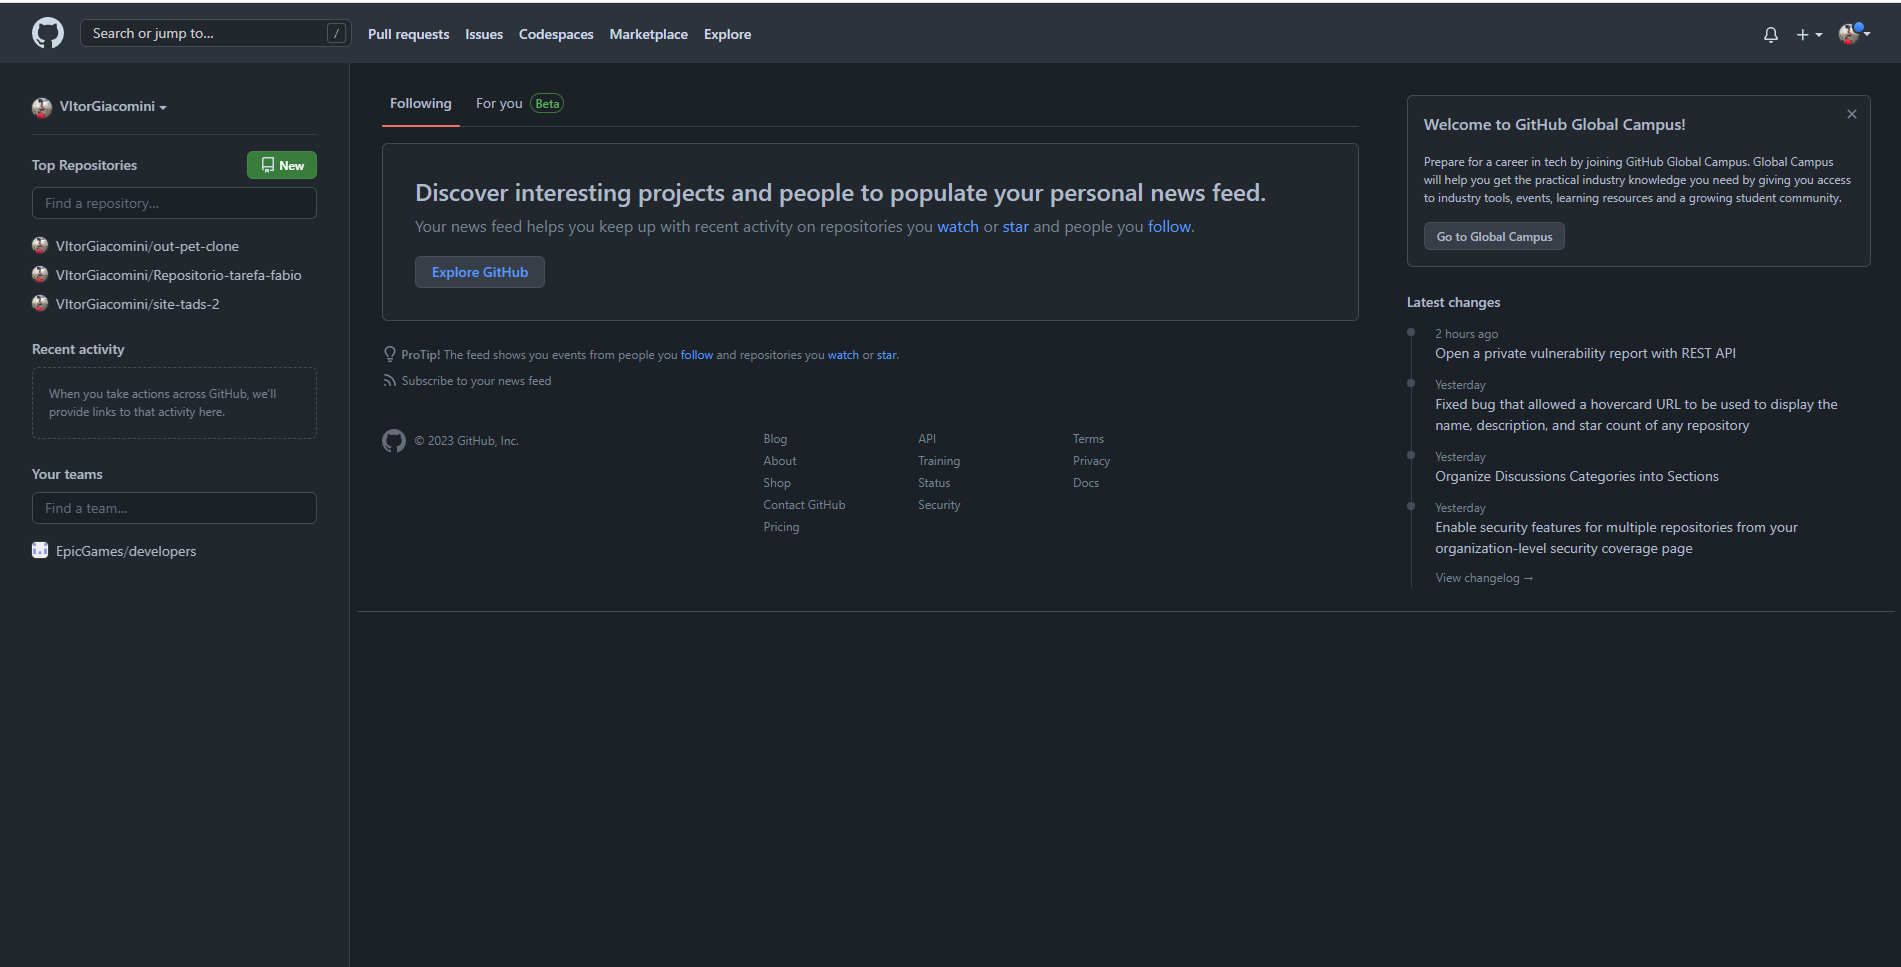 Search or jump to... /
Pull requests
Issues
Codespaces
Marketplace
Explore
VItorGiacomini
Top Repositories
New
Find a repository...
VItorGiacomini/out-pet-clone
VItorGiacomini/Repositorio-tarefa-fabio
VItorGiacomini/site-tads-2
Recent activity
When you take actions across GitHub, we'll
provide links to that activity here.
Your teams
Find a team...
EpicGames/developers
Following
For you Beta
Discover interesting projects and people to populate your personal news feed.
Your news feed helps you keep up with recent activity on repositories you watch or star and people you follow.
Explore GitHub
ProTip! The feed shows you events from people you follow and repositories you watch or star.
Subscribe to your news feed
© 2023 GitHub, Inc.
Blog
About
Shop
Contact GitHub
Pricing
API
Training
Status
Security
Terms
Privacy
Docs
Welcome to GitHub Global Campus!
Prepare for a career in tech by joining GitHub Global Campus. Global Campus
will help you get the practical industry knowledge you need by giving you access
to industry tools, events, learning resources and a growing student community.
Go to Global Campus
Latest changes
2 hours ago
Open a private vulnerability report with REST API
Yesterday
Fixed bug that allowed a hovercard URL to be used to display the
name, description, and star count of any repository
Yesterday
Organize Discussions Categories into Sections
Yesterday
Enable security features for multiple repositories from your
organization-level security coverage page
View changelog →